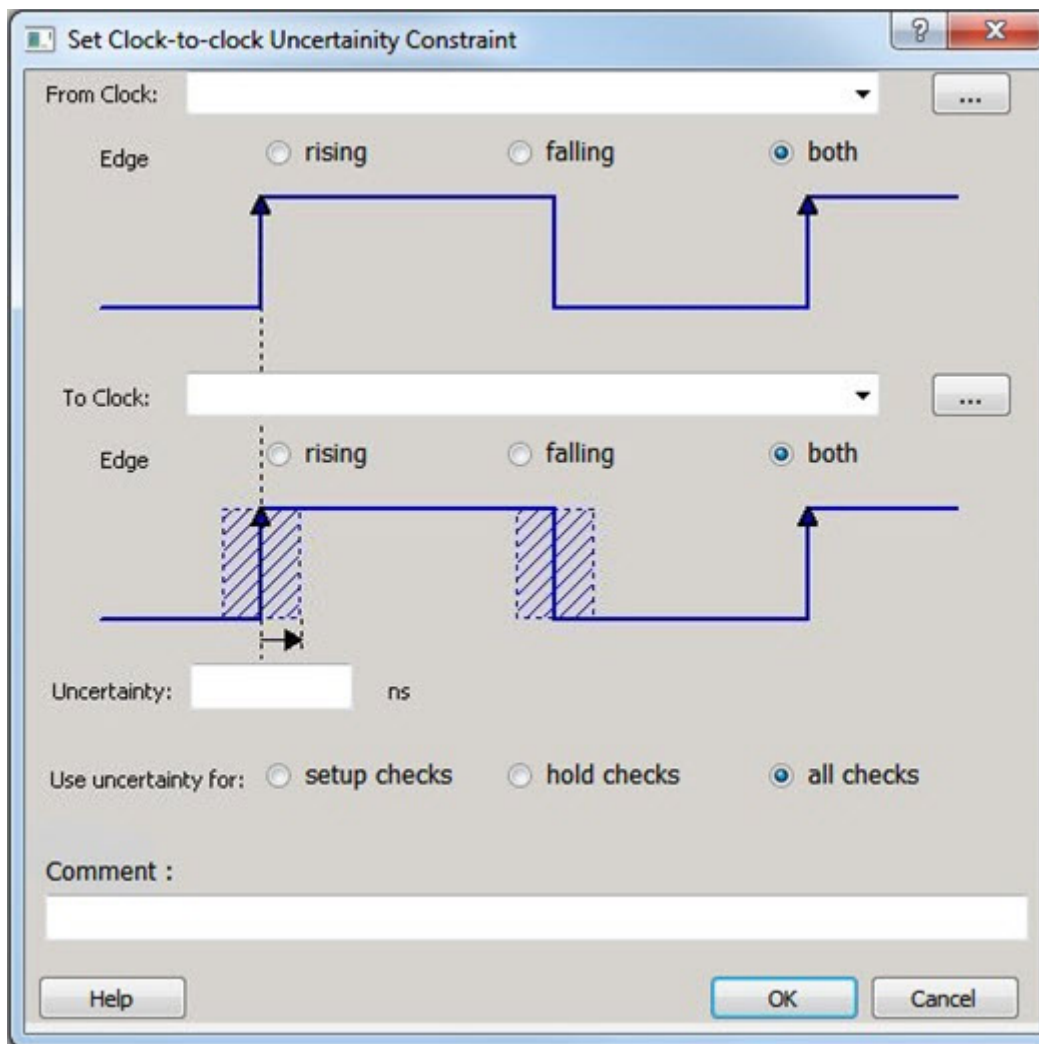 Set Clock-to-clock Uncertainity Constraint
From Clock: ...
Edge rising falling both
To Clock: ...
Edge rising falling both
Uncertainty: ns
Use uncertainty for: setup checks hold checks all checks
Comment :
Help OK Cancel